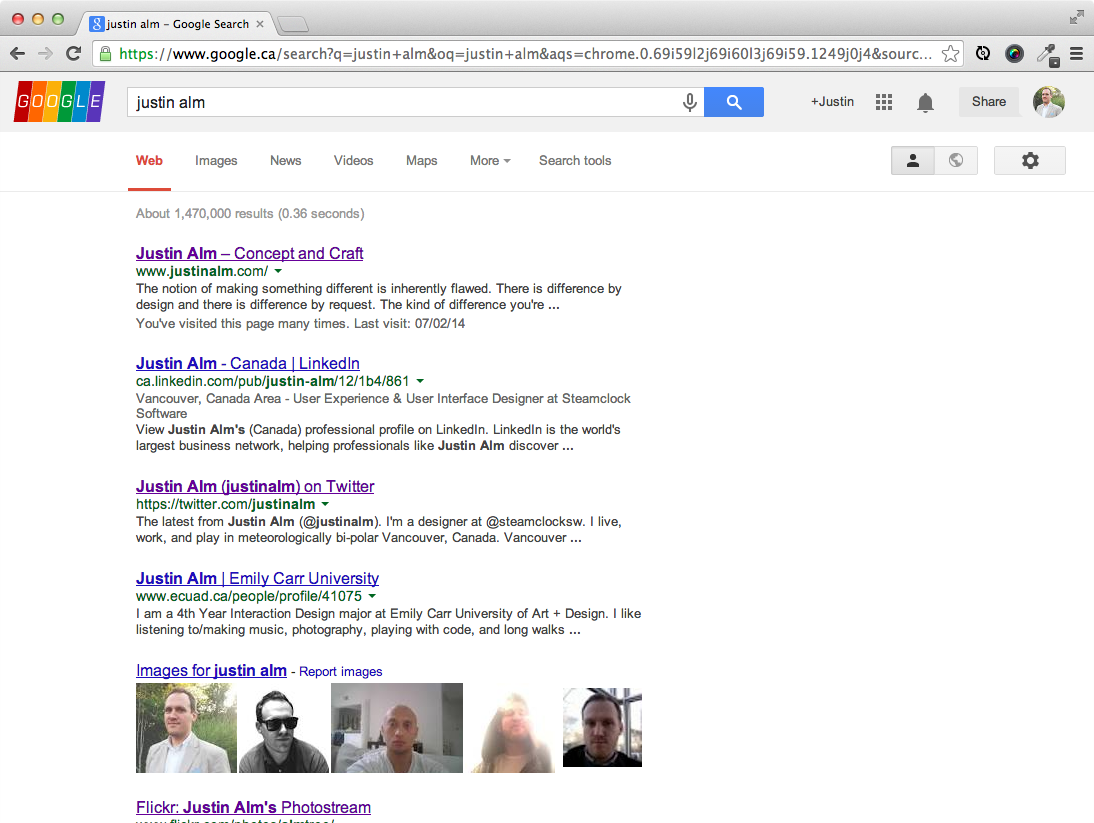 justin alm – Google Search
https://www.google.ca/search?q=justin+alm&oq=justin+alm&aqs=chrome.0.69i59l2j69i60l3j69i59.1249j0j4&sourc...
GOOGLE
justin alm
+Justin
Share
Web
Images
News
Videos
Maps
More
Search tools
About 1,470,000 results (0.36 seconds)
Justin Alm – Concept and Craft
www.justinalm.com/
The notion of making something different is inherently flawed. There is difference by
design and there is difference by request. The kind of difference you're ...
You've visited this page many times. Last visit: 07/02/14
Justin Alm - Canada | LinkedIn
ca.linkedin.com/pub/justin-alm/12/1b4/861
Vancouver, Canada Area - User Experience & User Interface Designer at Steamclock
Software
View Justin Alm's (Canada) professional profile on LinkedIn. LinkedIn is the world's
largest business network, helping professionals like Justin Alm discover ...
Justin Alm (justinalm) on Twitter
https://twitter.com/justinalm
The latest from Justin Alm (@justinalm). I'm a designer at @steamclocksw. I live,
work, and play in meteorologically bi-polar Vancouver, Canada. Vancouver ...
Justin Alm | Emily Carr University
www.ecuad.ca/people/profile/41075
I am a 4th Year Interaction Design major at Emily Carr University of Art + Design. I like
listening to/making music, photography, playing with code, and long walks ...
Images for justin alm - Report images
Flickr: Justin Alm's Photostream